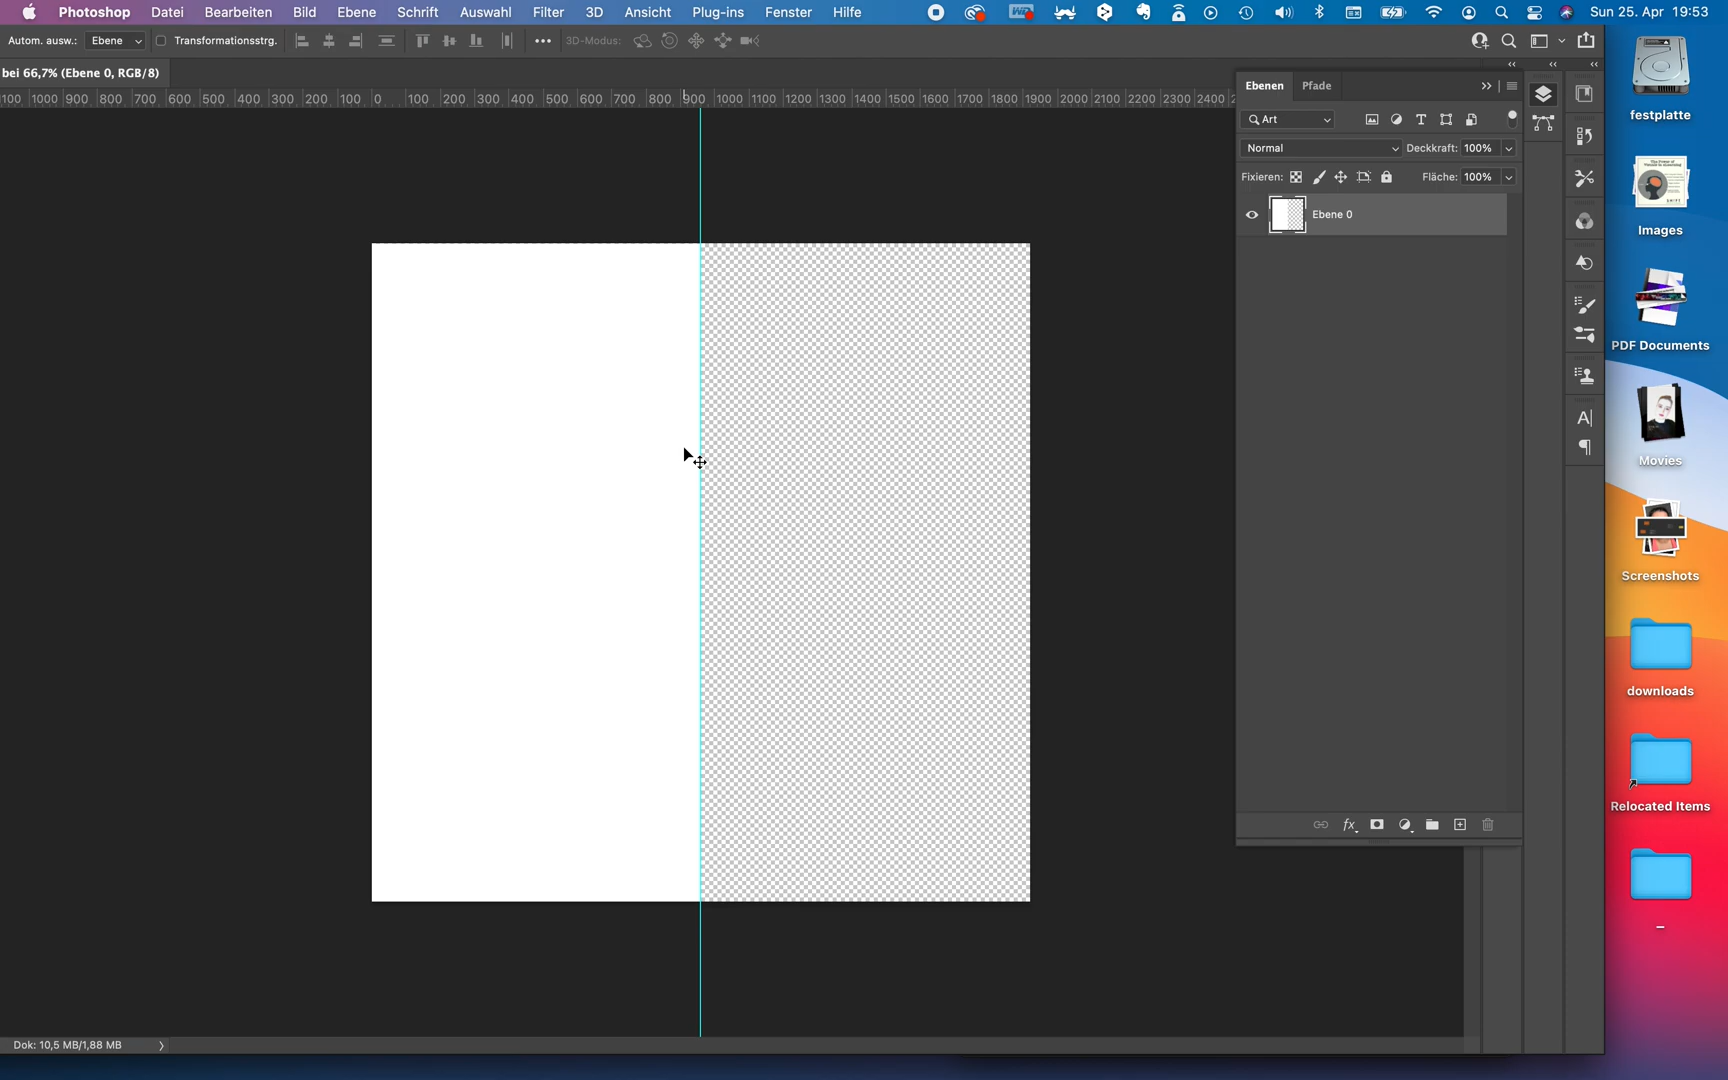 Photoshop Datei Bearbeiten Bild Ebene Schrift Auswahl Filter 3D Ansicht Plug-ins Fenster Hilfe Sun 25. Apr 19:53
Autom. ausw.: Ebene Transformationsstrg. 3D-Modus:
bei 66,7% (Ebene 0, RGB/8)
100 1000 900 800 700 600 500 400 300 200 100 0 100 200 300 400 500 600 700 800 900 1000 1100 1200 1300 1400 1500 1600 1700 1800 1900 2000 2100 2200 2300 2400 2
Ebenen Pfade
Art
Normal Deckkraft: 100%
Fixieren: Fläche: 100%
Ebene 0
fx
festplatte
Images
PDF Documents
Movies
Screenshots
downloads
Relocated Items
_
Dok: 10,5 MB/1,88 MB